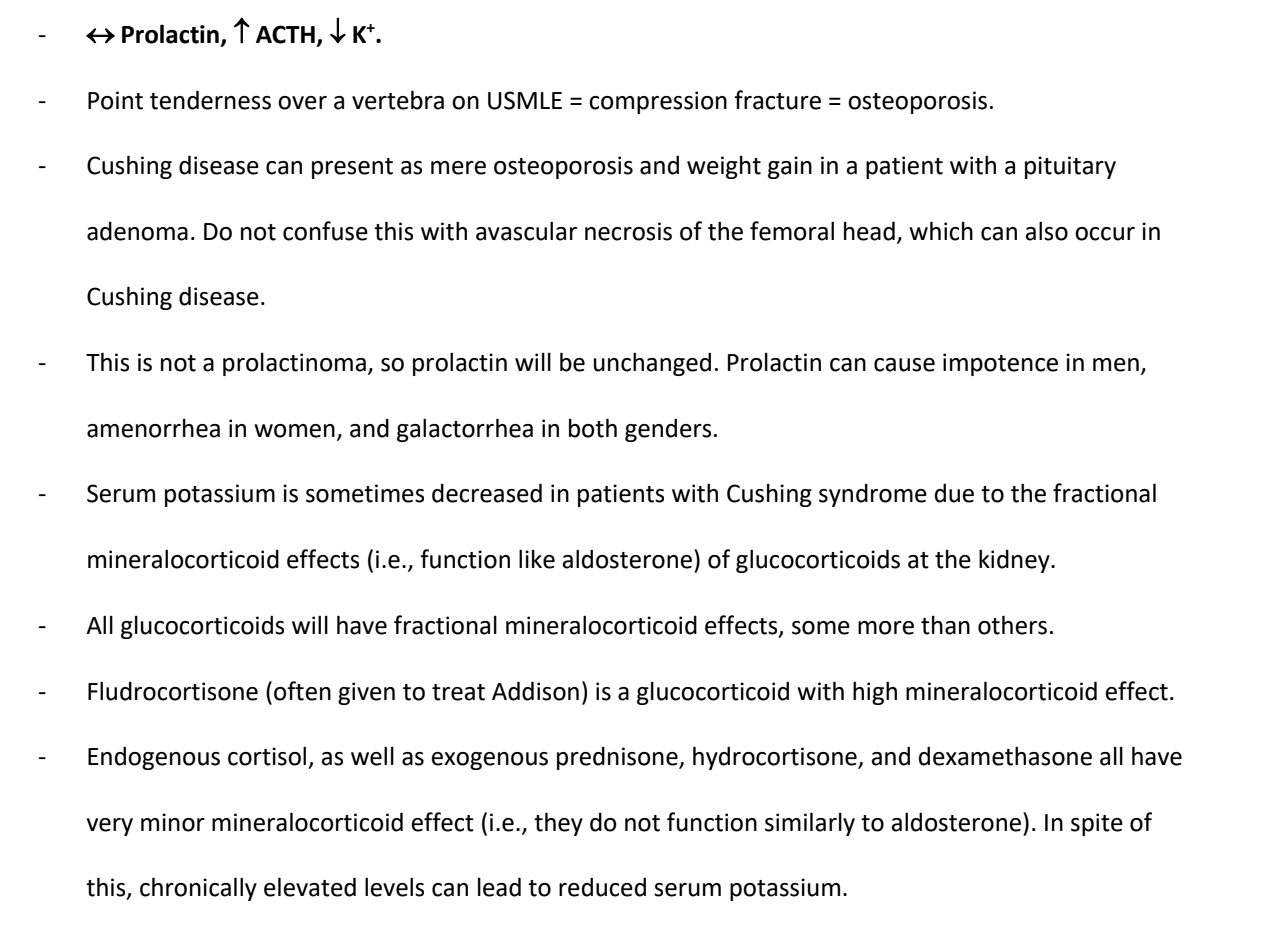 - ↔ Prolactin, ↑ ACTH, ↓ K⁺.
- Point tenderness over a vertebra on USMLE = compression fracture = osteoporosis.
- Cushing disease can present as mere osteoporosis and weight gain in a patient with a pituitary
adenoma. Do not confuse this with avascular necrosis of the femoral head, which can also occur in
Cushing disease.
- This is not a prolactinoma, so prolactin will be unchanged. Prolactin can cause impotence in men,
amenorrhea in women, and galactorrhea in both genders.
- Serum potassium is sometimes decreased in patients with Cushing syndrome due to the fractional
mineralocorticoid effects (i.e., function like aldosterone) of glucocorticoids at the kidney.
- All glucocorticoids will have fractional mineralocorticoid effects, some more than others.
- Fludrocortisone (often given to treat Addison) is a glucocorticoid with high mineralocorticoid effect.
- Endogenous cortisol, as well as exogenous prednisone, hydrocortisone, and dexamethasone all have
very minor mineralocorticoid effect (i.e., they do not function similarly to aldosterone). In spite of
this, chronically elevated levels can lead to reduced serum potassium.